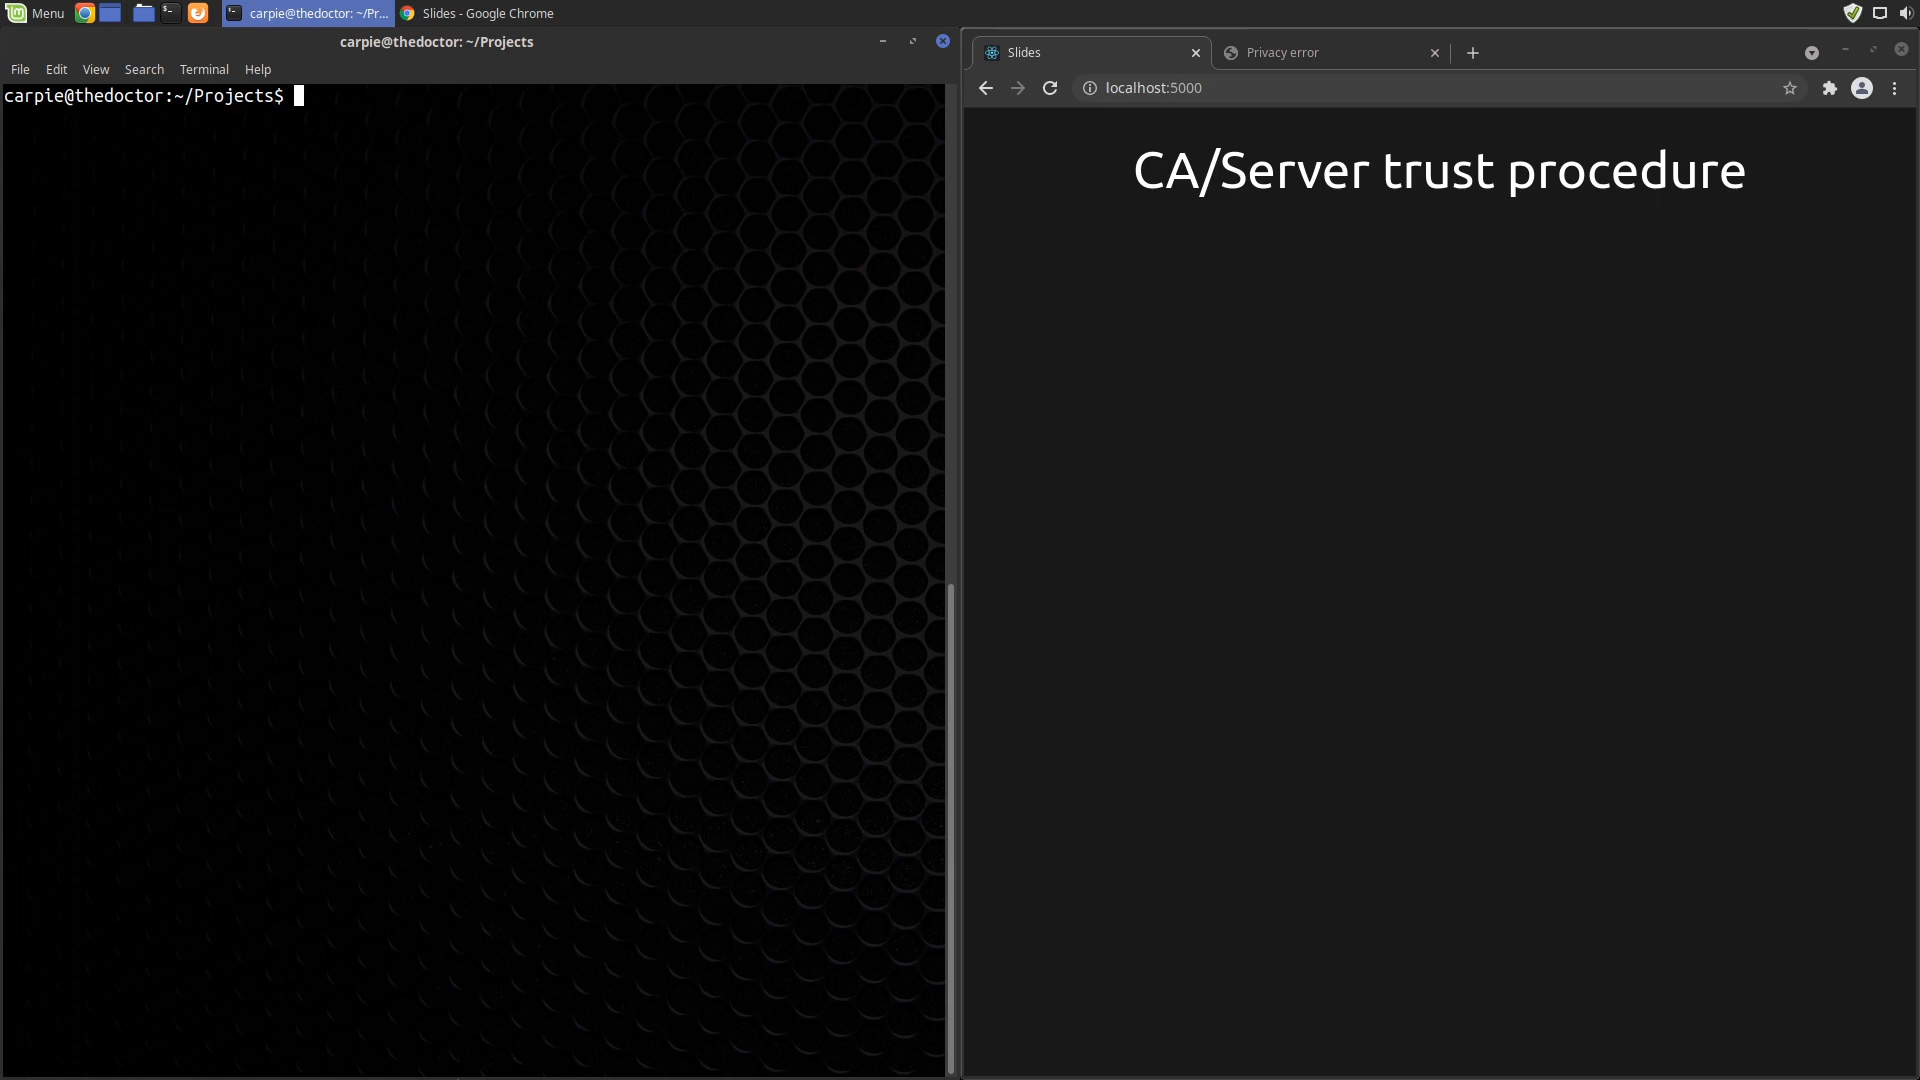 Menu
carpie@thedoctor: ~/Pr...
Slides - Google Chrome
carpie@thedoctor: ~/Projects
File Edit View Search Terminal Help
carpie@thedoctor:~/Projects$
Slides
Privacy error
localhost:5000
CA/Server trust procedure